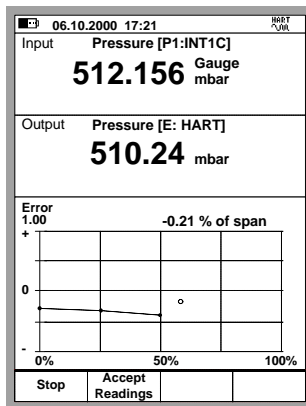 06.10.2000 17:21 HART
Input Pressure [P1:INT1C]
512.156 Gauge mbar
Output Pressure [E: HART]
510.24 mbar
Error
1.00 -0.21 % of span
+
0
-
0% 50% 100%
Stop Accept Readings